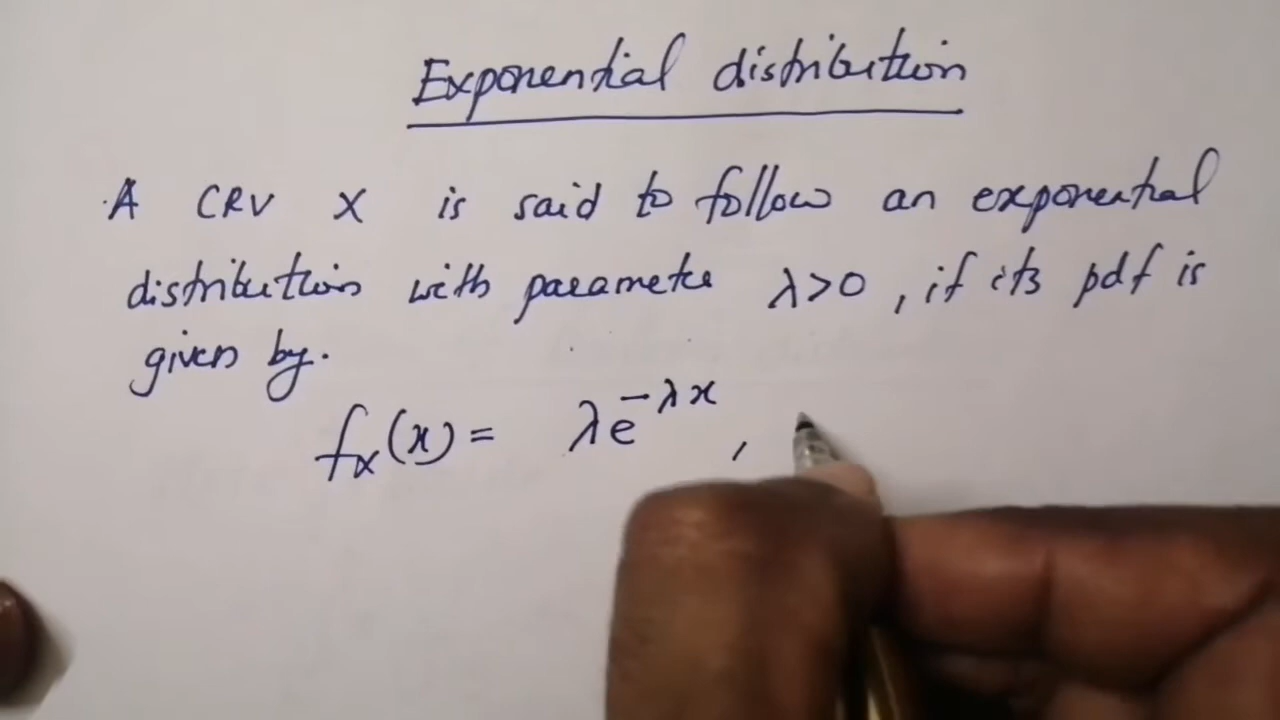 Exponential distribution
A CRV X is said to follow an exponential
distribution with parameter λ>0, if its pdf is
given by.
fₓ(x) = λe^{-λx},